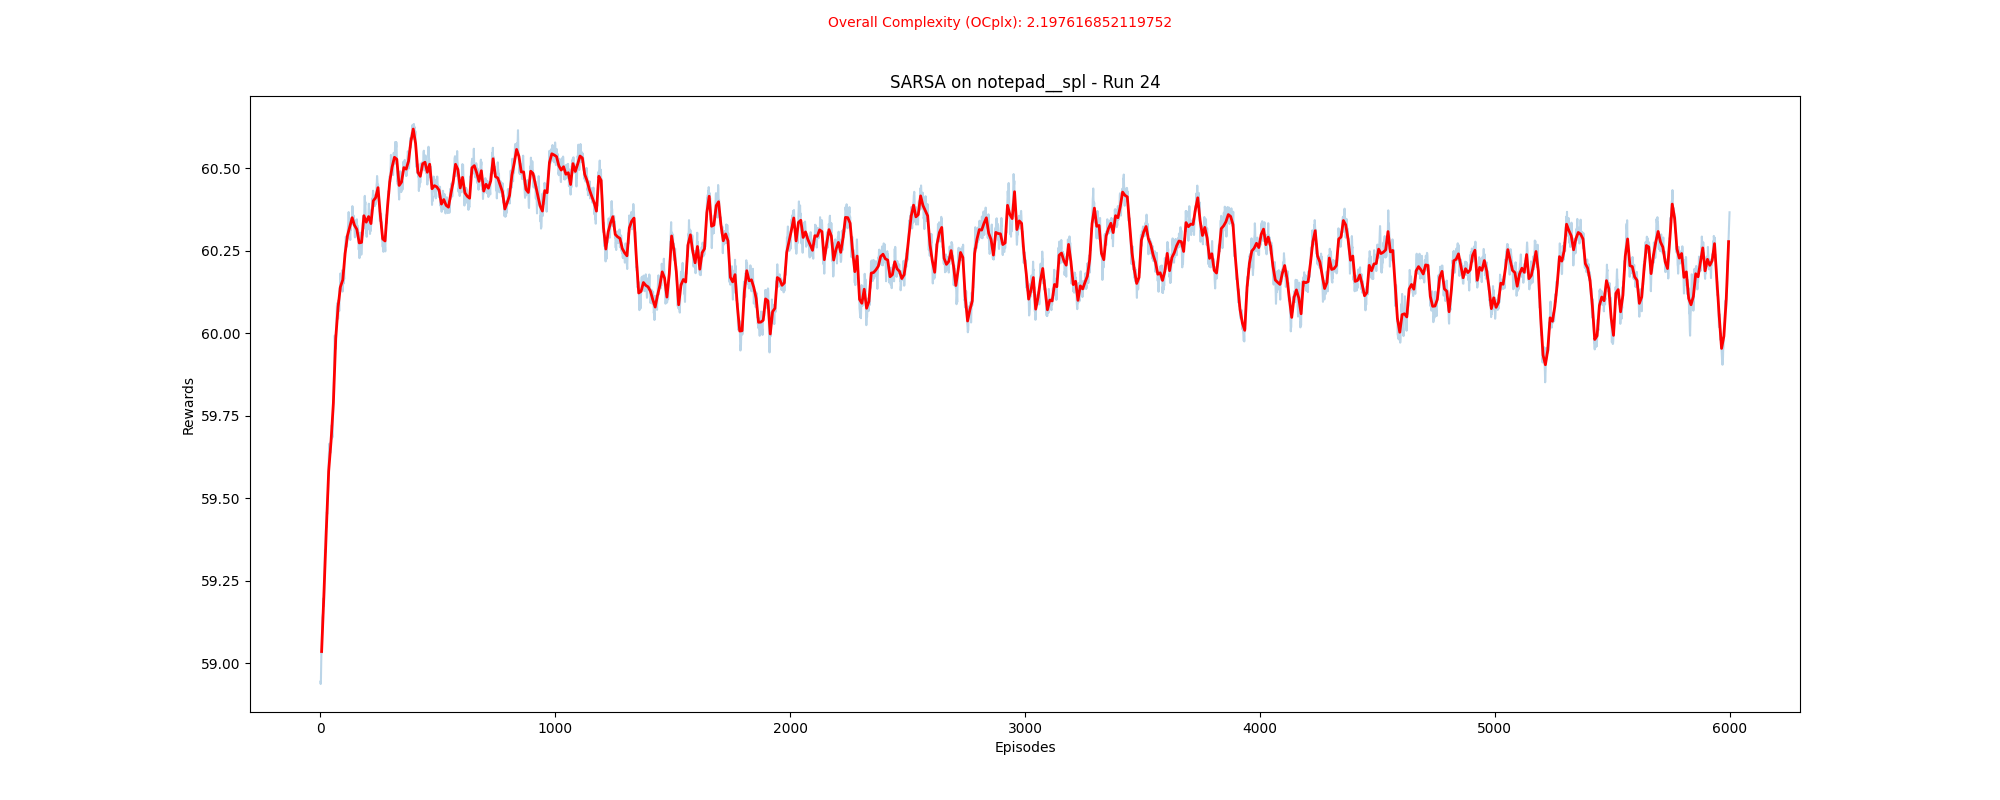 Overall Complexity (OCplx): 2.197616852119752
SARSA on notepad__spl - Run 24
Rewards
60.50
60.25
60.00
59.75
59.50
59.25
59.00
0 1000 2000 3000 4000 5000 6000
Episodes